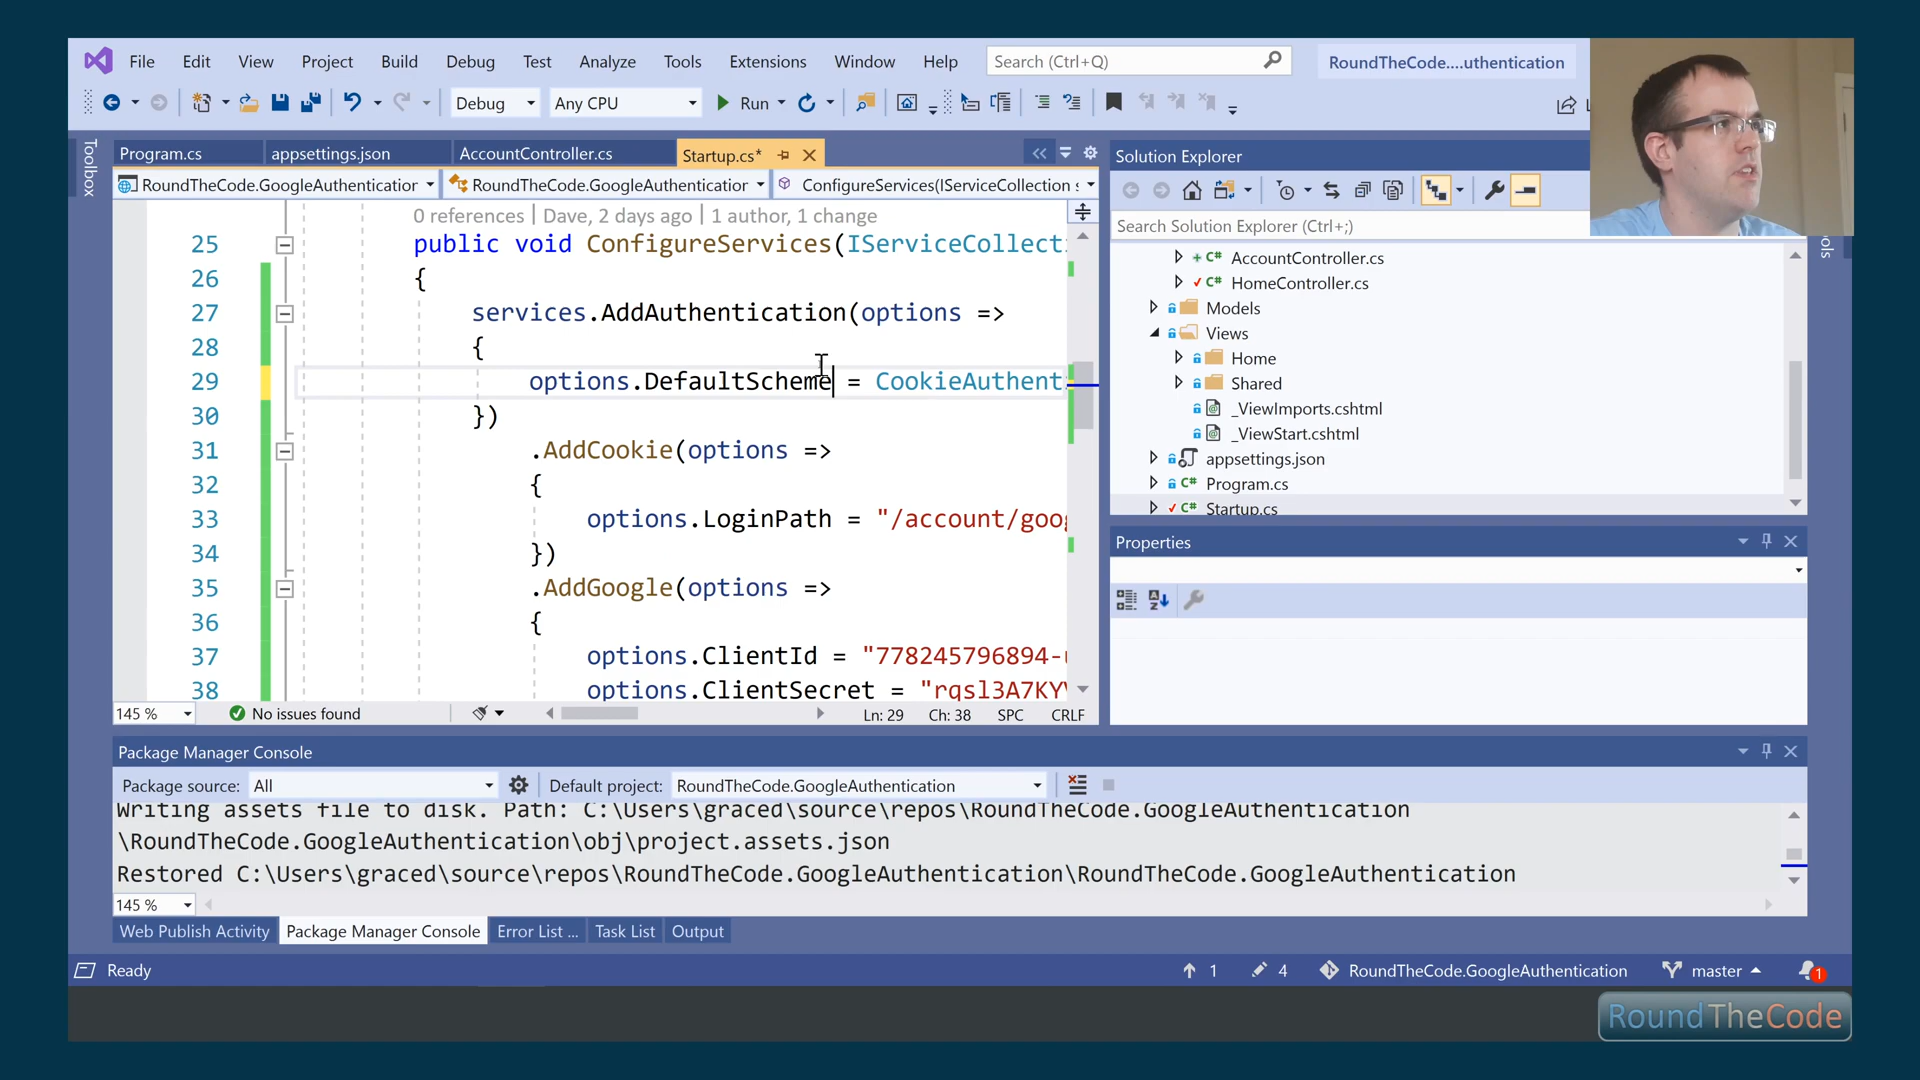 File Edit View Project Build Debug Test Analyze Tools Extensions Window Help Search (Ctrl+Q) RoundTheCode....uthentication
Debug Any CPU Run
Toolbox
Program.cs appsettings.json AccountController.cs Startup.cs*
RoundTheCode.GoogleAuthentication RoundTheCode.GoogleAuthentication ConfigureServices(IServiceCollection s
0 references | Dave, 2 days ago | 1 author, 1 change
25 public void ConfigureServices(IServiceCollect
26 {
27 services.AddAuthentication(options =>
28 {
29 options.DefaultScheme = CookieAuthent
30 })
31 .AddCookie(options =>
32 {
33 options.LoginPath = "/account/goo
34 })
35 .AddGoogle(options =>
36 {
37 options.ClientId = "778245796894-
38 options.ClientSecret = "rqsl3A7KY
145 % No issues found Ln: 29 Ch: 38 SPC CRLF
Solution Explorer
Search Solution Explorer (Ctrl+;)
AccountController.cs
HomeController.cs
Models
Views
Home
Shared
_ViewImports.cshtml
_ViewStart.cshtml
appsettings.json
Program.cs
Startup.cs
Properties
Package Manager Console
Package source: All Default project: RoundTheCode.GoogleAuthentication
Writing assets file to disk. Path: C:\Users\graced\source\repos\RoundTheCode.GoogleAuthentication
\RoundTheCode.GoogleAuthentication\obj\project.assets.json
Restored C:\Users\graced\source\repos\RoundTheCode.GoogleAuthentication\RoundTheCode.GoogleAuthentication
145 %
Web Publish Activity Package Manager Console Error List ... Task List Output
Ready 1 4 RoundTheCode.GoogleAuthentication master 1
RoundTheCode